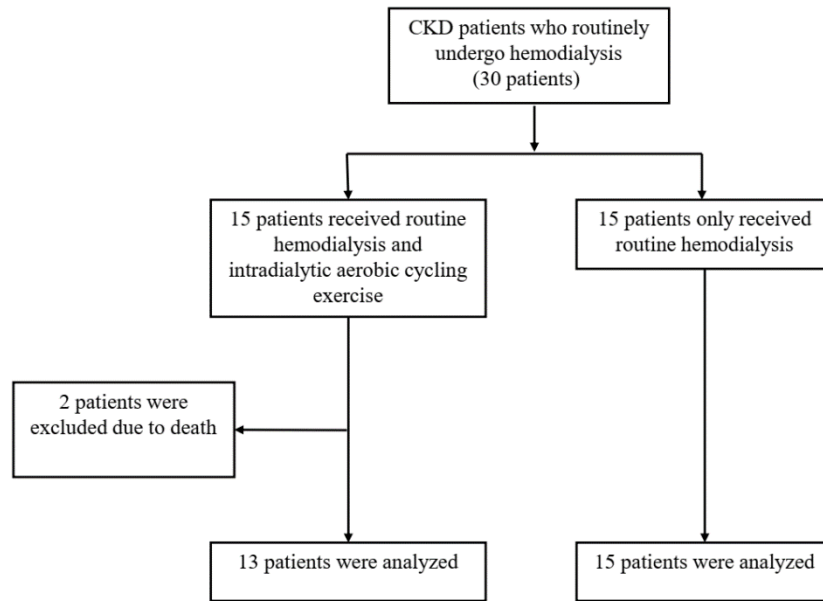 CKD patients who routinely
undergo hemodialysis
(30 patients)
15 patients received routine
hemodialysis and
intradialytic aerobic cycling
exercise
15 patients only received
routine hemodialysis
2 patients were
excluded due to death
13 patients were analyzed
15 patients were analyzed